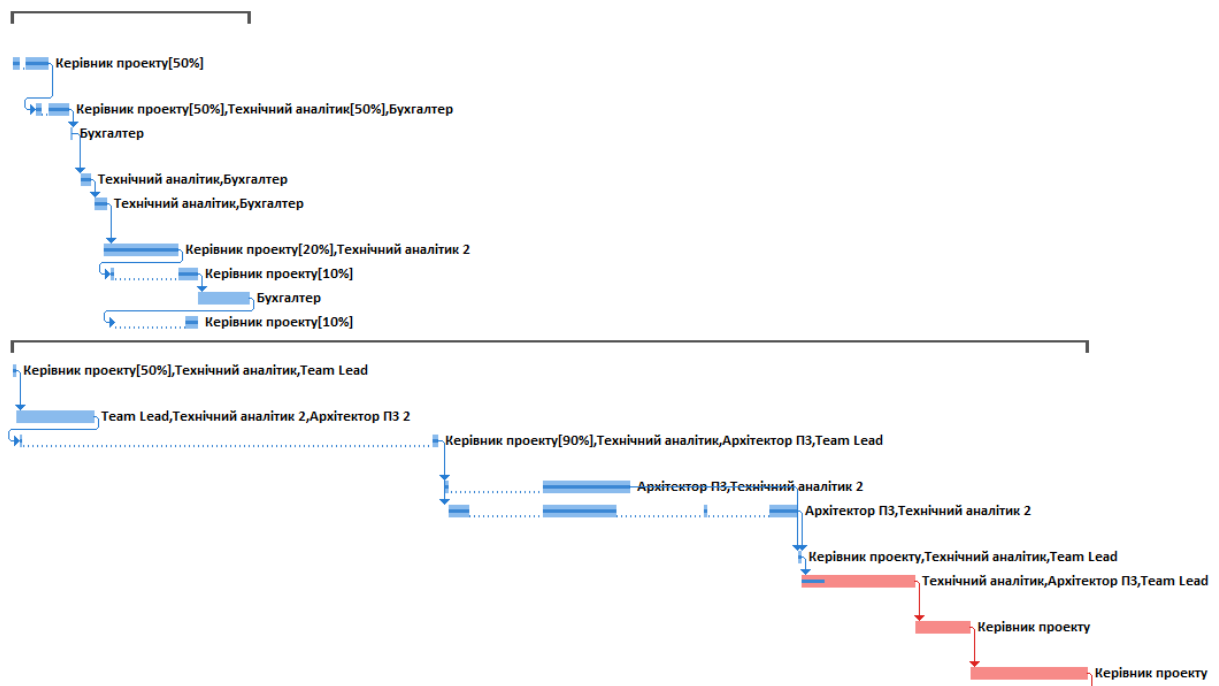 Керівник проекту[50%]
Керівник проекту[50%],Технічний аналітик[50%],Бухгалтер
Бухгалтер
Технічний аналітик,Бухгалтер
Технічний аналітик,Бухгалтер
Керівник проекту[20%],Технічний аналітик 2
Керівник проекту[10%]
Бухгалтер
Керівник проекту[10%]
Керівник проекту[50%],Технічний аналітик,Team Lead
Team Lead,Технічний аналітик 2,Архітектор ПЗ 2
Керівник проекту[90%],Технічний аналітик,Архітектор ПЗ,Team Lead
Архітектор ПЗ,Технічний аналітик 2
Архітектор ПЗ,Технічний аналітик 2
Керівник проекту,Технічний аналітик,Team Lead
Технічний аналітик,Архітектор ПЗ,Team Lead
Керівник проекту
Керівник проекту